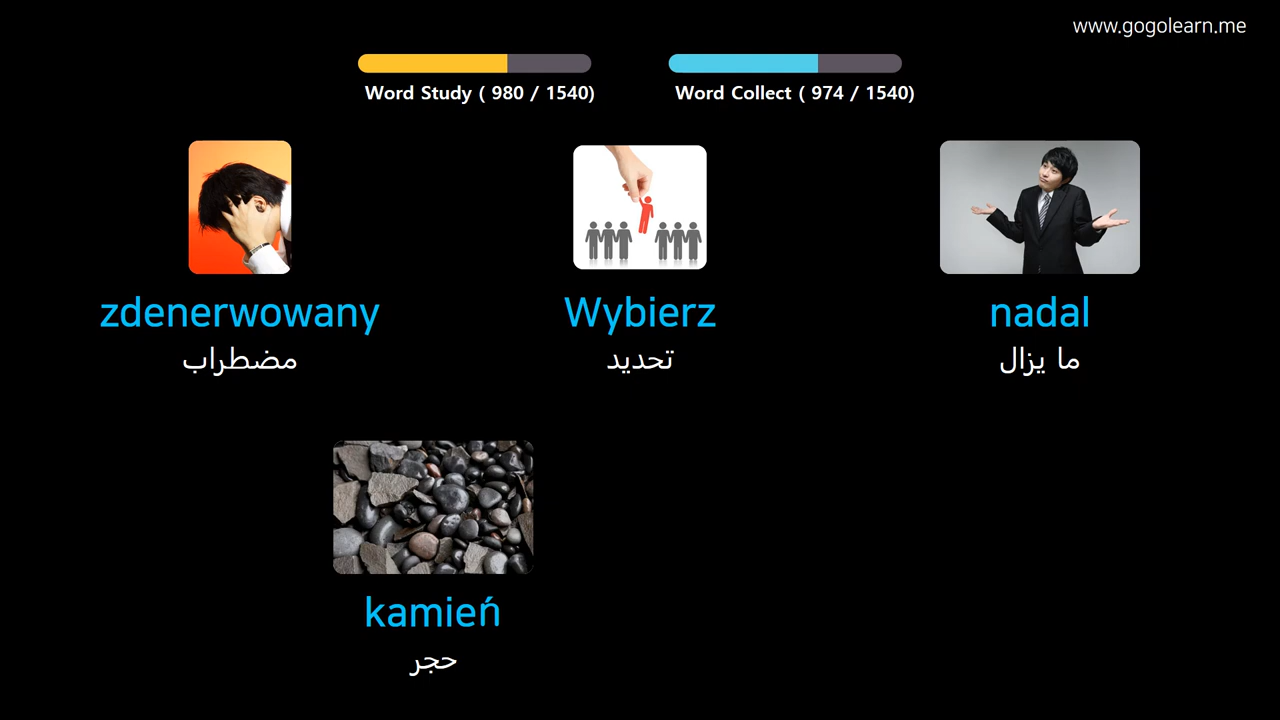 www.gogolearn.me
Word Study ( 980 / 1540)
Word Collect ( 974 / 1540)
zdenerwowany
مضطراب
Wybierz
تحديد
nadal
ما يزال
kamień
حجر